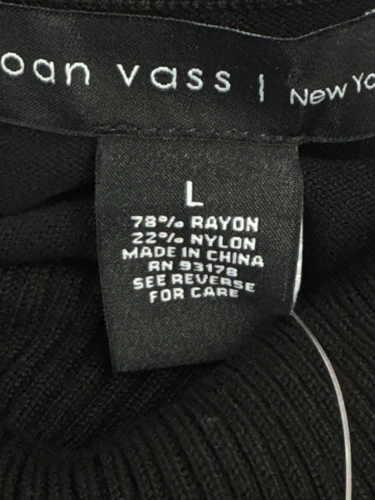 oan vass | New Yo
L
78% RAYON
22% NYLON
MADE IN CHINA
RN 93178
SEE REVERSE
FOR CARE